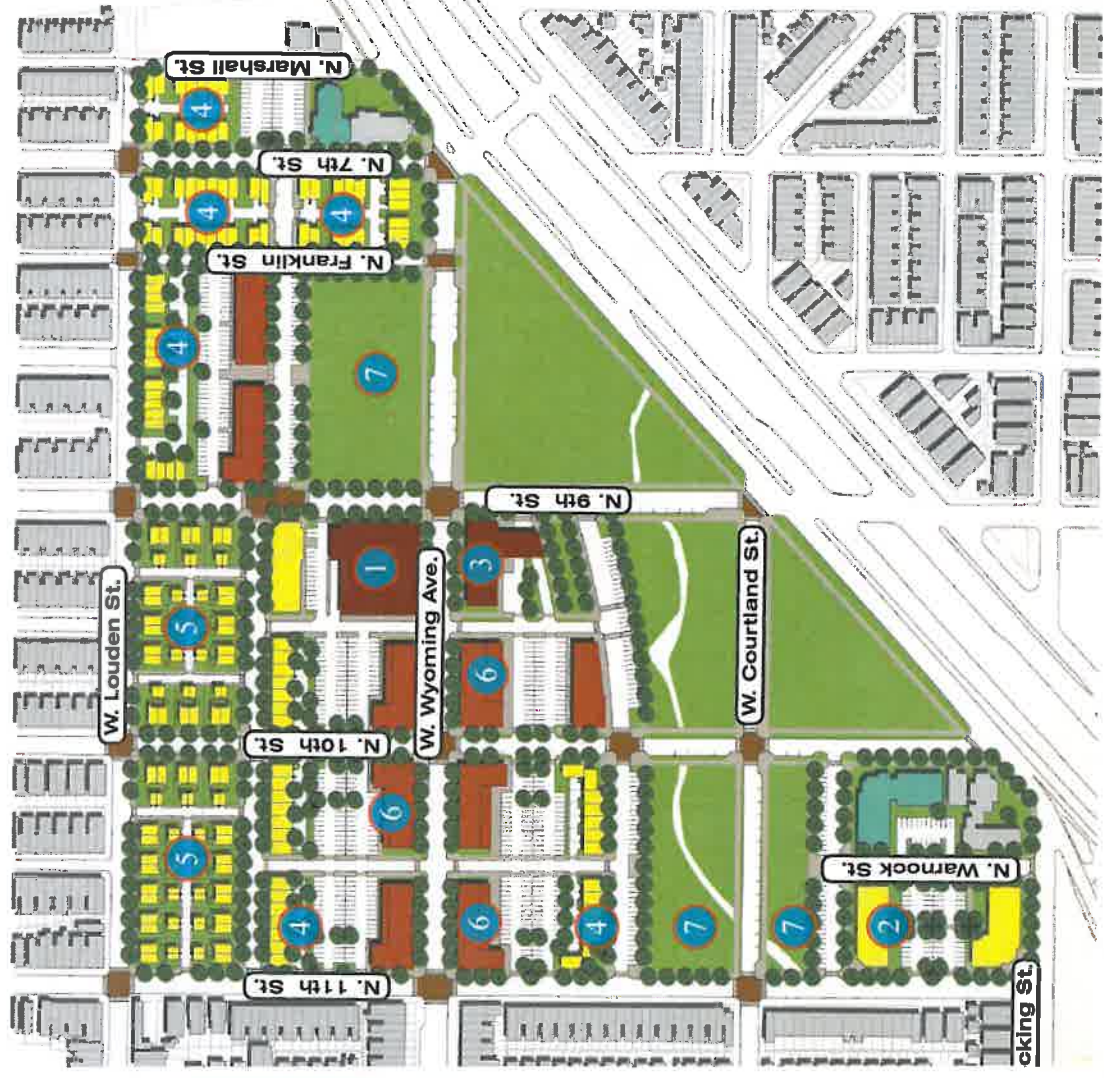 N. Marshall St.
4
N. 7th St.
4
4
N. Franklin St.
4
7
N. 9th St.
W. Louden St.
5
1
W. Wyoming Ave.
3
W. Courtland St.
6
N. 10th St.
5
6
N. Warnock St.
4
6
4
7
7
2
N. 11th St.
cking St.